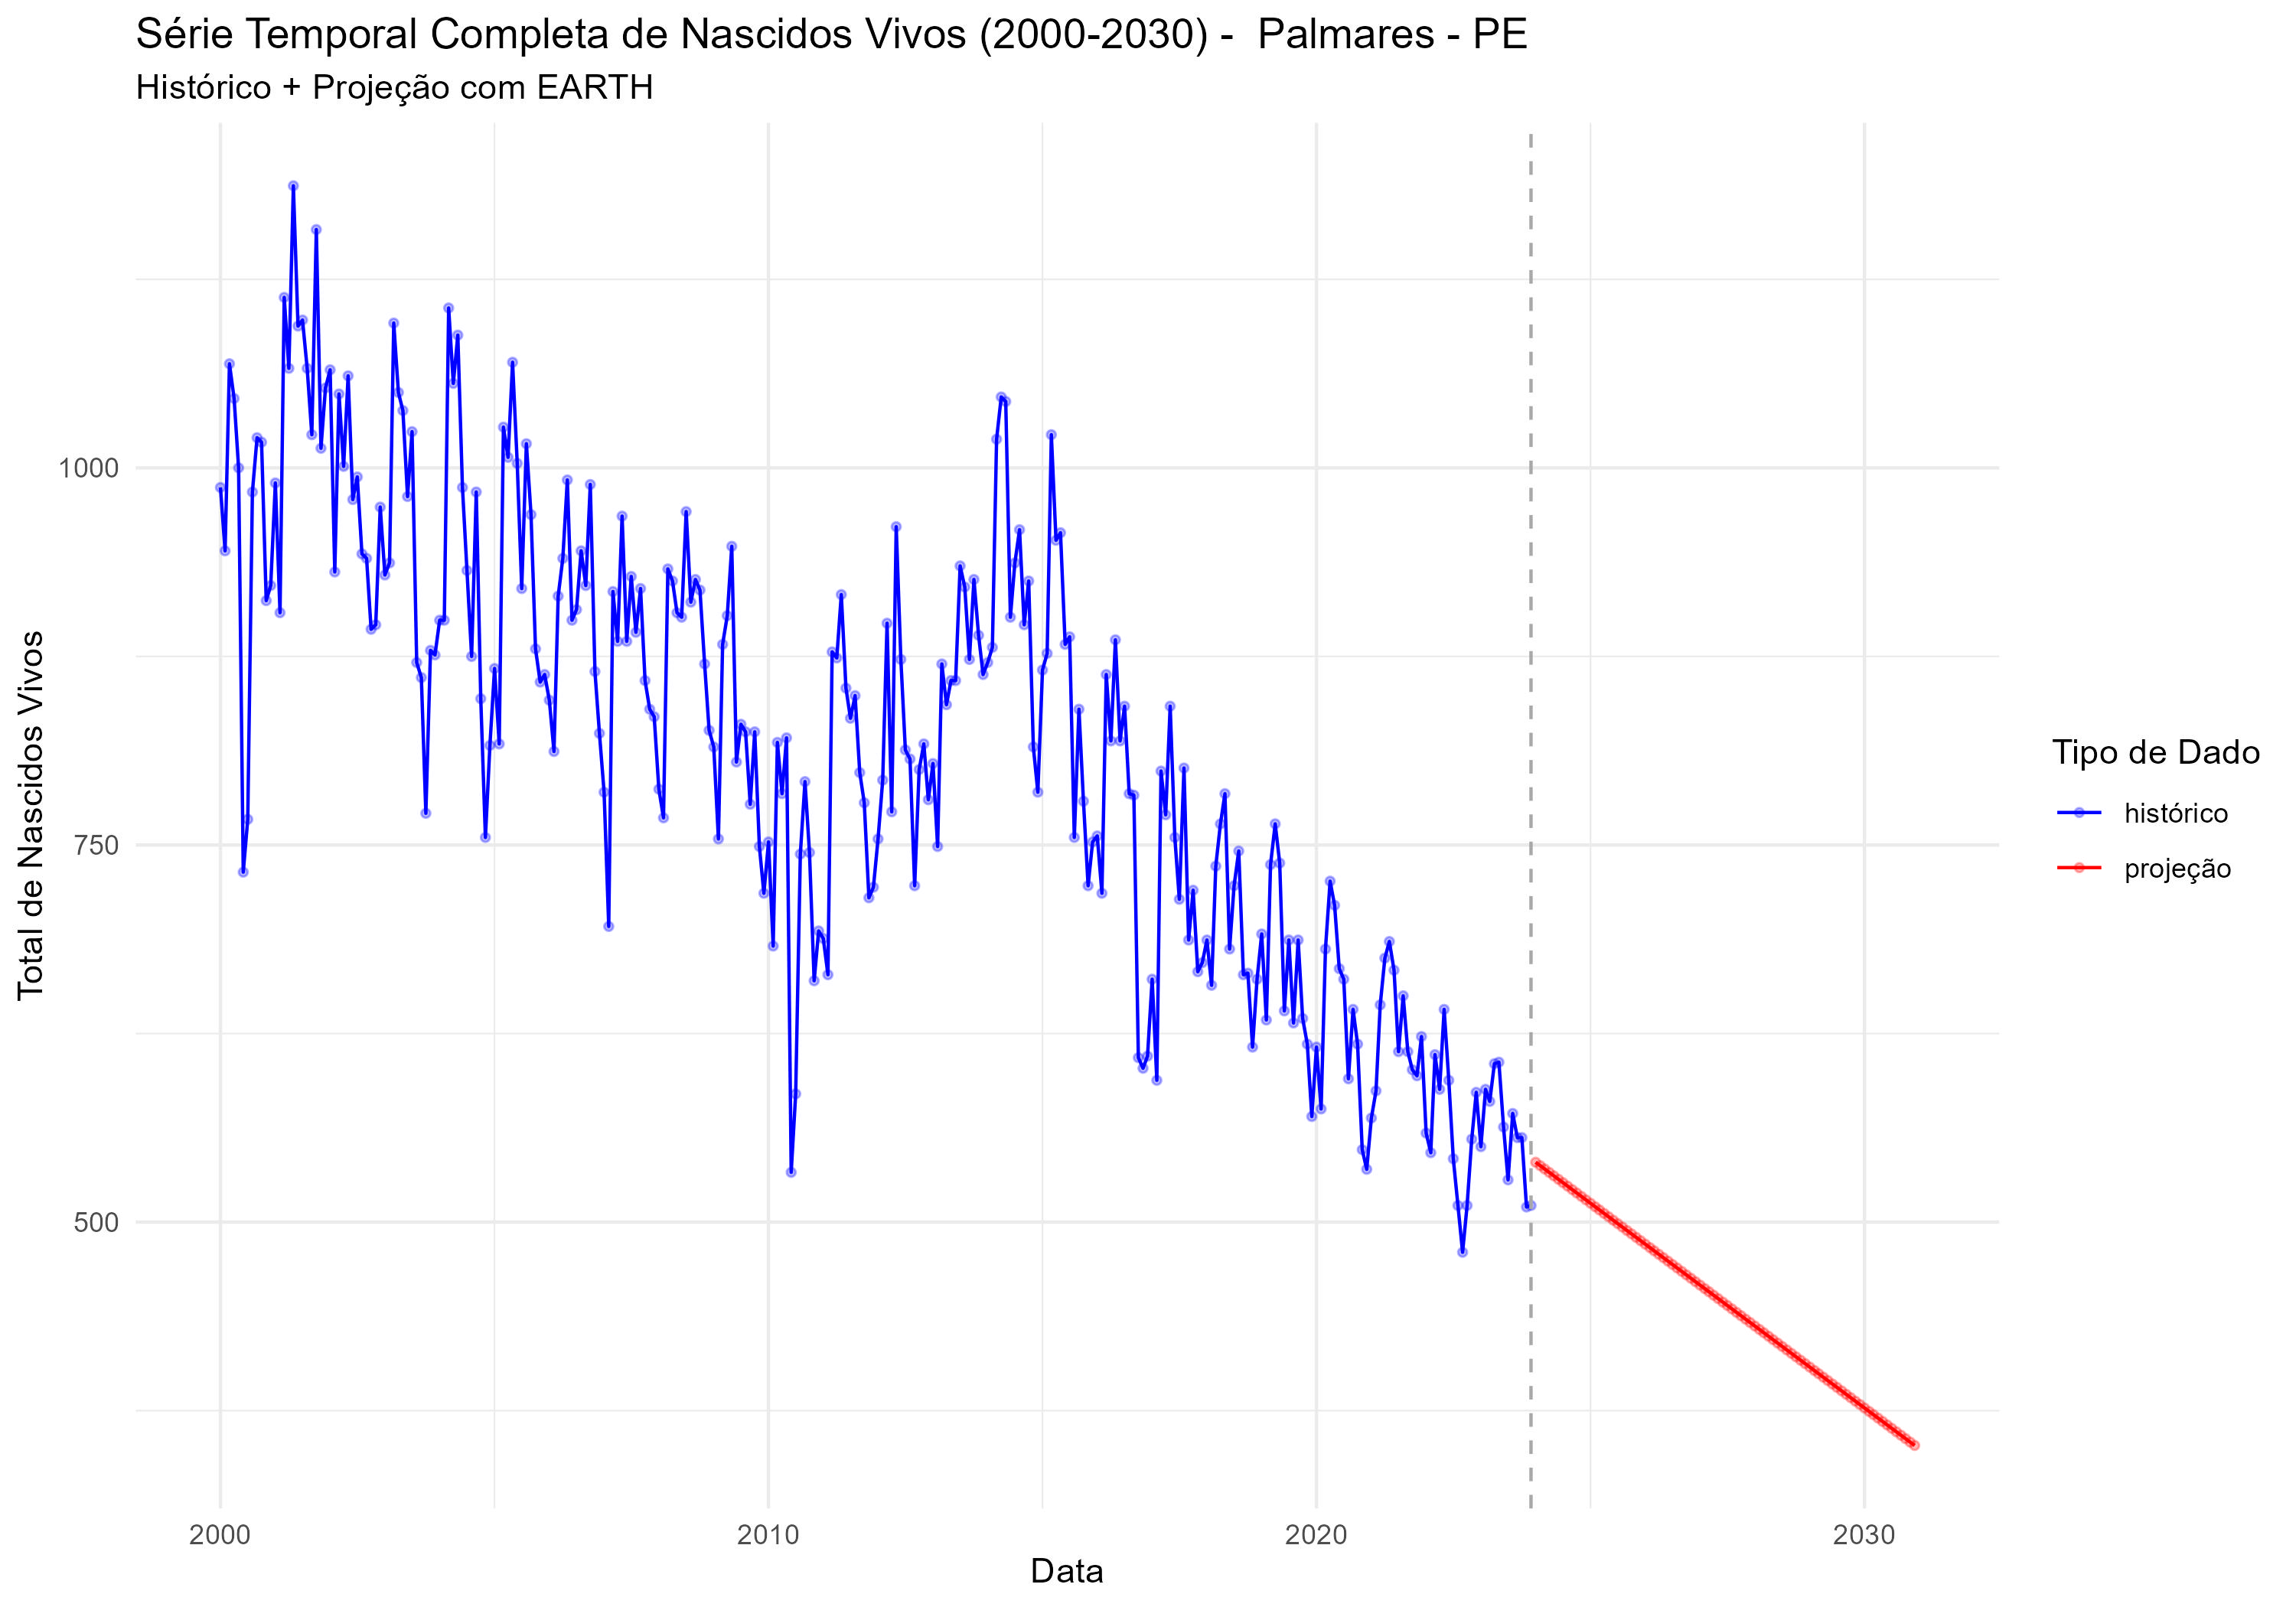 Série Temporal Completa de Nascidos Vivos (2000-2030) -  Palmares - PE
Histórico + Projeção com EARTH
Total de Nascidos Vivos
1000
750
500
2000
2010
2020
2030
Data
Tipo de Dado
histórico
projeção